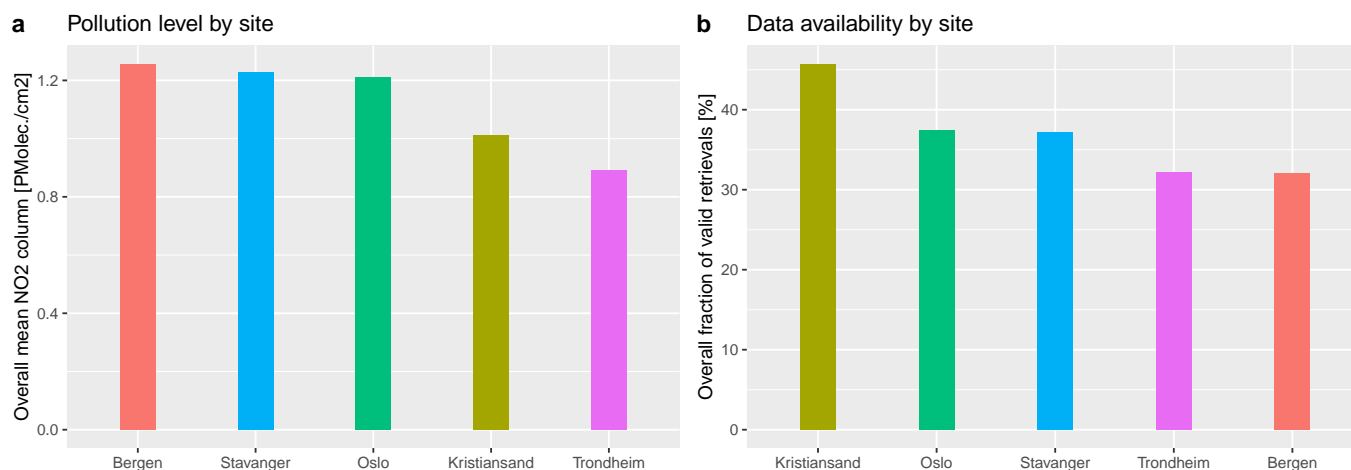 a Pollution level by site
Overall mean NO2 column [PMolec./cm2]
1.2
0.8
0.4
0.0
Bergen Stavanger Oslo Kristiansand Trondheim
b Data availability by site
Overall fraction of valid retrievals [%]
40
30
20
10
0
Kristiansand Oslo Stavanger Trondheim Bergen